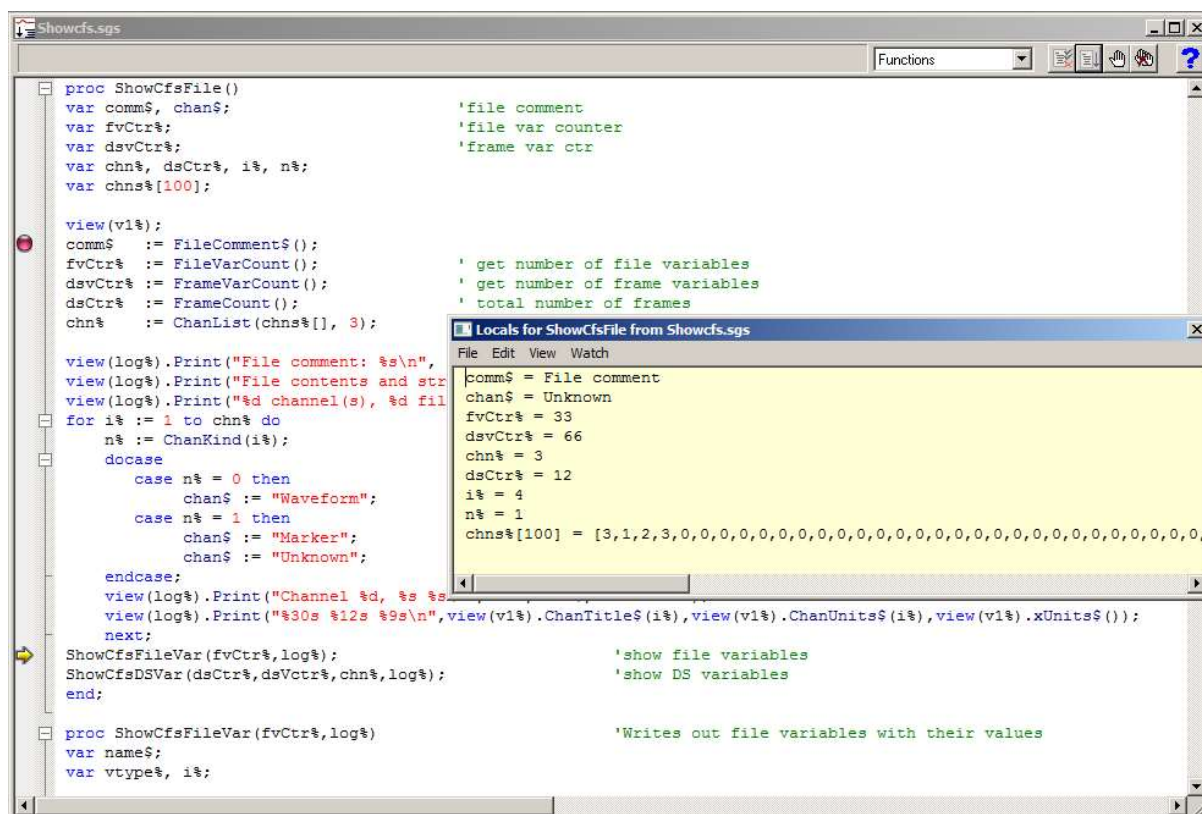 Showcfs.sgs
Functions
proc ShowCfsFile()
var comm$, chan$; 'file comment
var fvCtr%; 'file var counter
var dsvCtr%; 'frame var ctr
var chn%, dsCtr%, i%, n%;
var chns%[100];
view(v1%);
comm$ := FileComment$();
fvCtr% := FileVarCount(); ' get number of file variables
dsvCtr% := FrameVarCount(); ' get number of frame variables
dsCtr% := FrameCount(); ' total number of frames
chn% := ChanList(chns%[], 3);
view(log%).Print("File comment: %s\n",
view(log%).Print("File contents and str
view(log%).Print("%d channel(s), %d fil
for i% := 1 to chn% do
n% := ChanKind(i%);
docase
case n% = 0 then
chan$ := "Waveform";
case n% = 1 then
chan$ := "Marker";
chan$ := "Unknown";
endcase;
view(log%).Print("Channel %d, %s %s
view(log%).Print("%30s %12s %9s\n",view(v1%).ChanTitle$(i%),view(v1%).ChanUnits$(i%),view(v1%).xUnits$());
next;
ShowCfsFileVar(fvCtr%,log%); 'show file variables
ShowCfsDSVar(dsCtr%,dsVctr%,chn%,log%); 'show DS variables
end;
proc ShowCfsFileVar(fvCtr%,log%) 'Writes out file variables with their values
var name$;
var vtype%, i%;
Locals for ShowCfsFile from Showcfs.sgs
File Edit View Watch
comm$ = File comment
chan$ = Unknown
fvCtr% = 33
dsvCtr% = 66
chn% = 3
dsCtr% = 12
i% = 4
n% = 1
chns%[100] = [3,1,2,3,0,0,0,0,0,0,0,0,0,0,0,0,0,0,0,0,0,0,0,0,0,0,0,0,0,0,0,